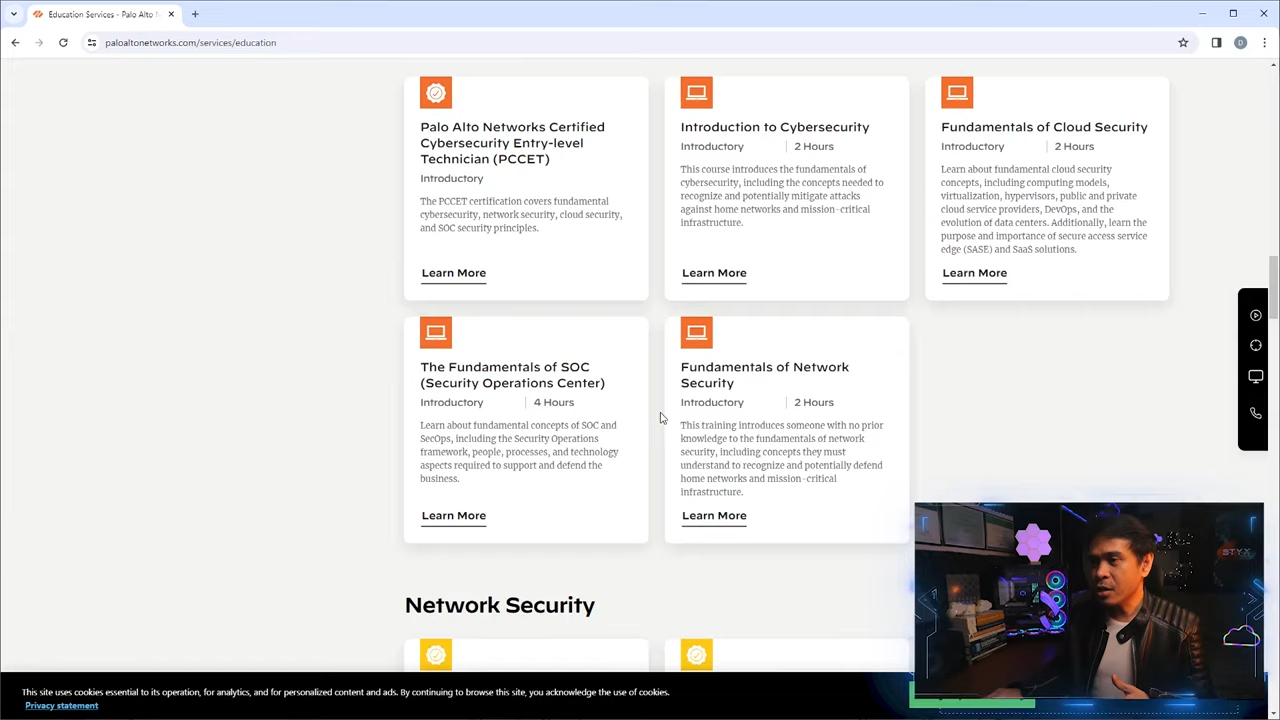 Education Services - Palo Alto N
paloaltonetworks.com/services/education
D
Palo Alto Networks Certified
Cybersecurity Entry-level
Technician (PCCET)
Introductory
The PCCET certification covers fundamental
cybersecurity, network security, cloud security,
and SOC security principles.
Learn More
Introduction to Cybersecurity
Introductory | 2 Hours
This course introduces the fundamentals of
cybersecurity, including the concepts needed to
recognize and potentially mitigate attacks
against home networks and mission-critical
infrastructure.
Learn More
Fundamentals of Cloud Security
Introductory | 2 Hours
Learn about fundamental cloud security
concepts, including computing models,
virtualization, hypervisors, public and private
cloud service providers, DevOps, and the
evolution of data centers. Additionally, learn the
purpose and importance of secure access service
edge (SASE) and SaaS solutions.
Learn More
The Fundamentals of SOC
(Security Operations Center)
Introductory | 4 Hours
Learn about fundamental concepts of SOC and
SecOps, including the Security Operations
framework, people, processes, and technology
aspects required to support and defend the
business.
Learn More
Fundamentals of Network
Security
Introductory | 2 Hours
This training introduces someone with no prior
knowledge to the fundamentals of network
security, including concepts they must
understand to recognize and potentially defend
home networks and mission-critical
infrastructure.
Learn More
Network Security
STYX
This site uses cookies essential to its operation, for analytics, and for personalized content and ads. By continuing to browse this site, you acknowledge the use of cookies.
Privacy statement